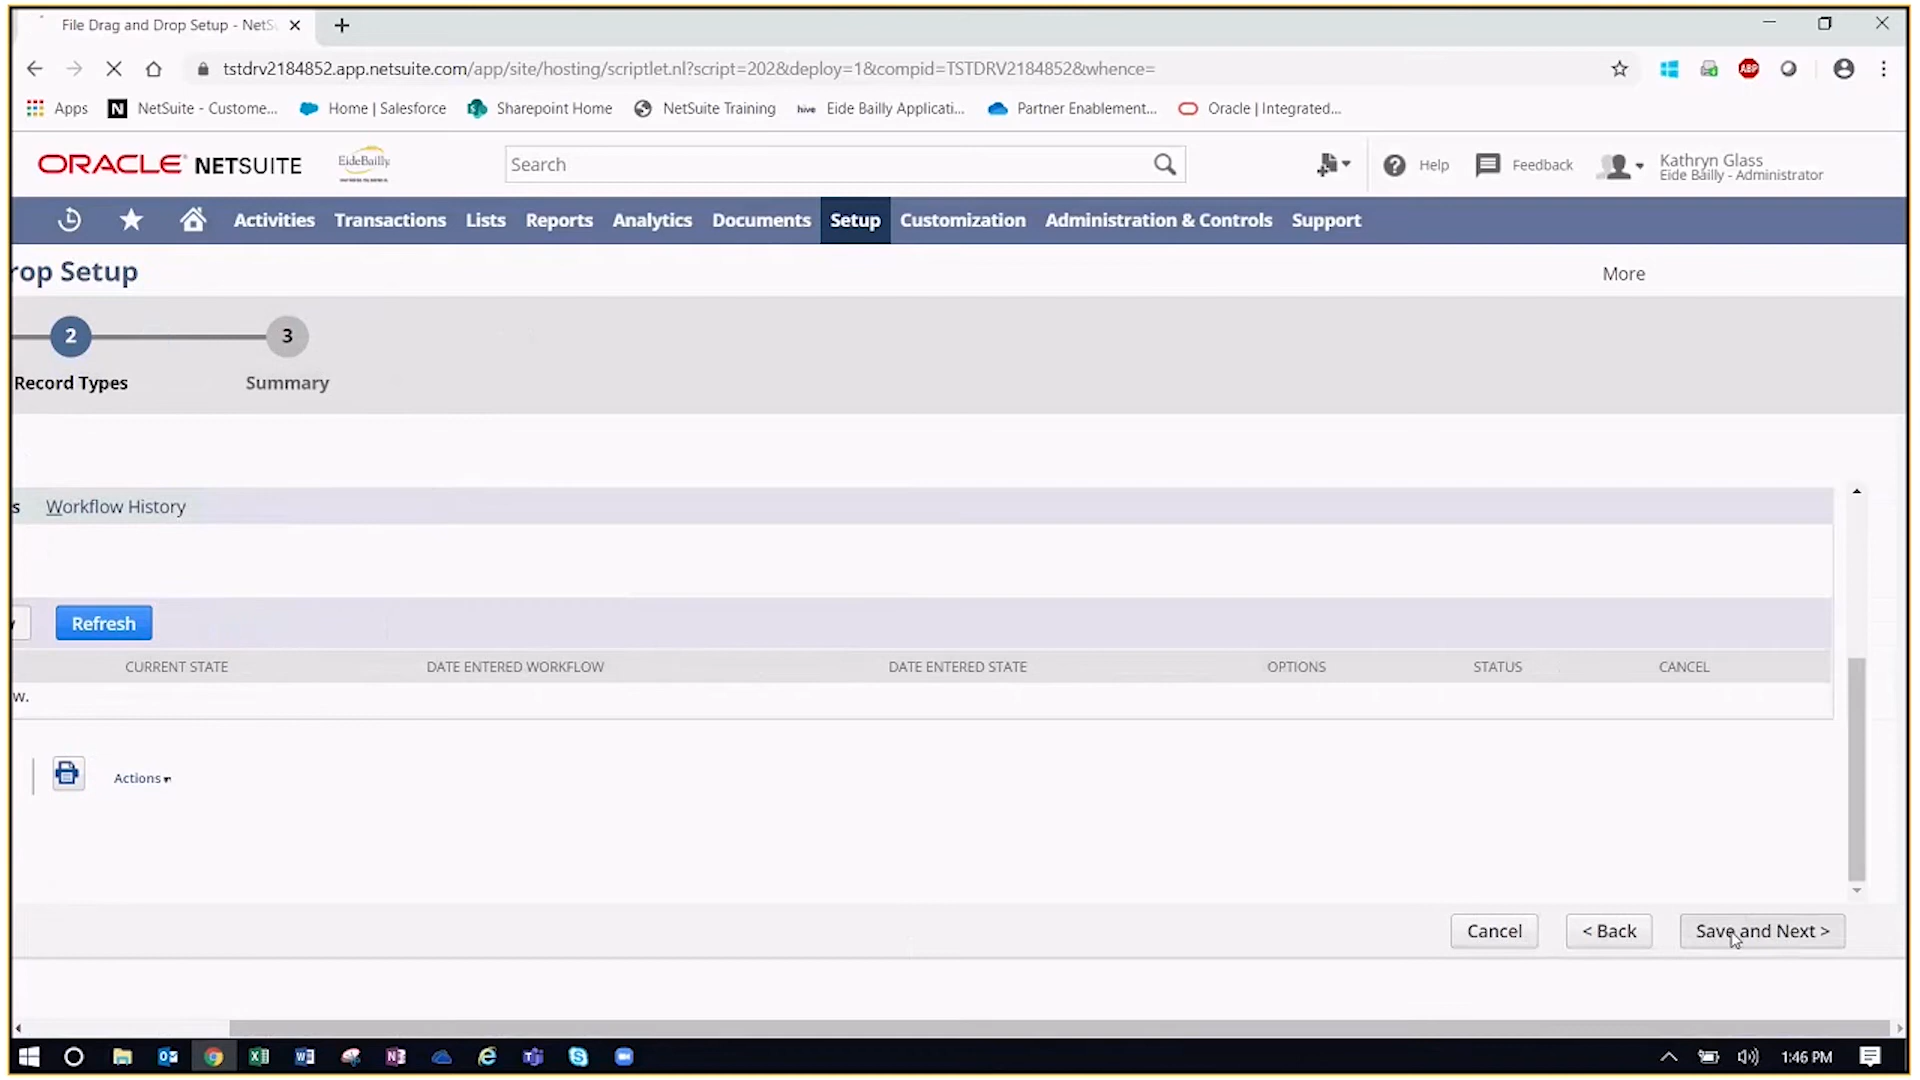 File Drag and Drop Setup - NetS
tstdrv2184852.app.netsuite.com/app/site/hosting/scriptlet.nl?script=202&deploy=1&compid=TSTDRV2184852&whence=
ABP
Apps N NetSuite - Custome... Home | Salesforce Sharepoint Home NetSuite Training hive Eide Bailly Applicati... Partner Enablement... Oracle | Integrated...
ORACLE NETSUITE EideBailly Search Help Feedback Kathryn Glass
Eide Bailly - Administrator
Activities Transactions Lists Reports Analytics Documents Setup Customization Administration & Controls Support
rop Setup More
2 3
Record Types Summary
s Workflow History
Refresh
CURRENT STATE DATE ENTERED WORKFLOW DATE ENTERED STATE OPTIONS STATUS CANCEL
w.
Actions
Cancel < Back Save and Next >
1:46 PM